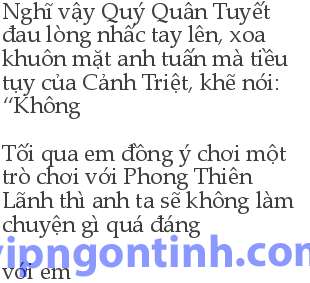 Nghĩ vậy Quý Quân Tuyết
đau lòng nhấc tay lên, xoa
khuôn mặt anh tuấn mà tiều
tụy của Cảnh Triệt, khẽ nói:
“Không
Tối qua em đồng ý chơi một
trò chơi với Phong Thiên
Lãnh thì anh ta sẽ không làm
chuyện gì quá đáng
vipngontinh.com
với em